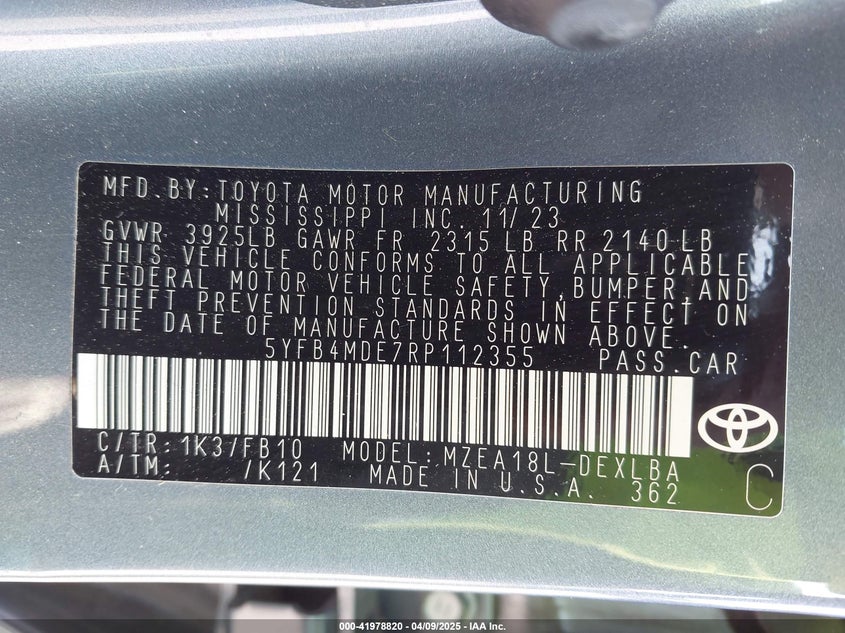 MFD. BY: TOYOTA MOTOR MANUFACTURING
MISSISSIPPI INC. 11/23
GVWR 3925LB GAWR FR 2315 LB RR 2140 LB
THIS VEHICLE CONFORMS TO ALL APPLICABLE
FEDERAL MOTOR VEHICLE SAFETY, BUMPER, AND
THEFT PREVENTION STANDARDS IN EFFECT ON
THE DATE OF MANUFACTURE SHOWN ABOVE.
5YFB4MDE7RP112355 PASS. CAR
C/TR: 1K3/FB10 MODEL: MZEA18L-DEXLBA
A/TM: /K121 MADE IN U.S.A. 362
C
000-41978820 - 04/09/2025 - IAA Inc.